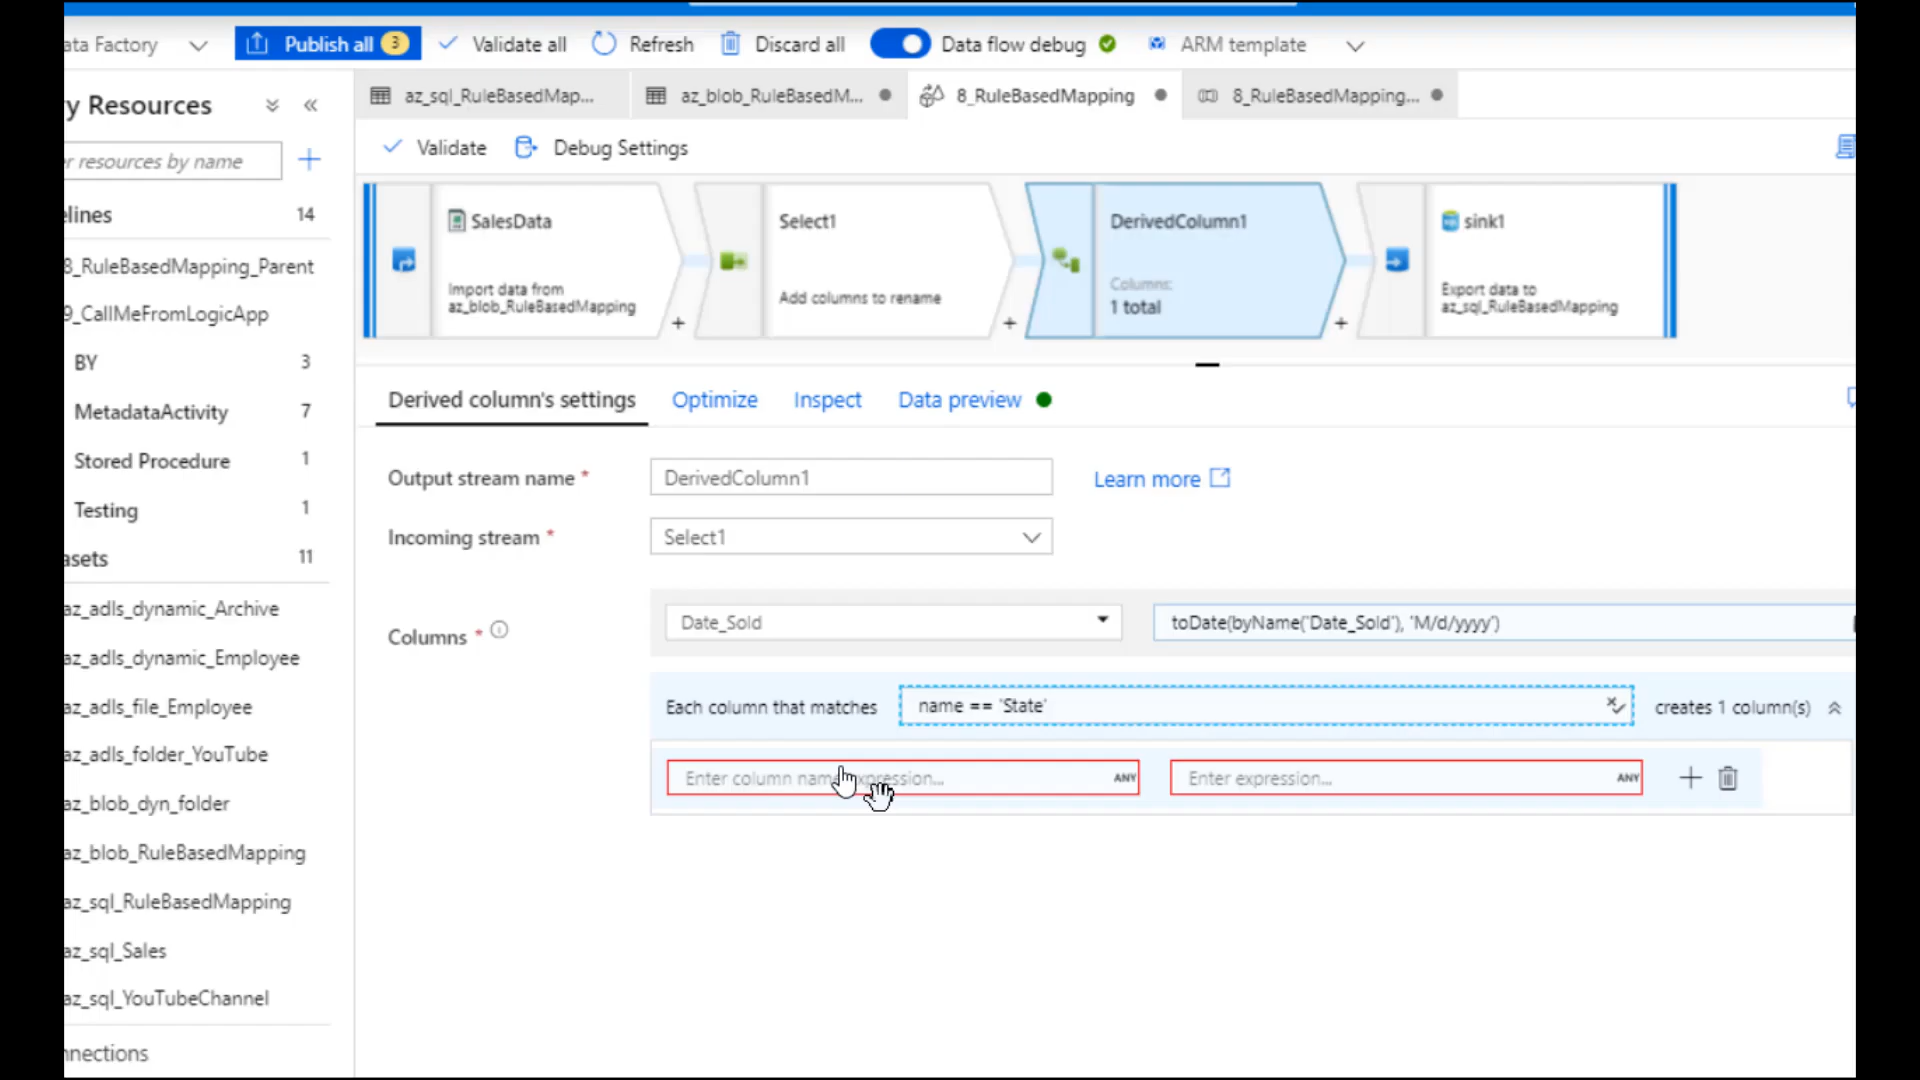 ata Factory
Publish all 3
Validate all
Refresh
Discard all
Data flow debug
ARM template
y Resources
az_sql_RuleBasedMap...
az_blob_RuleBasedM...
8_RuleBasedMapping
8_RuleBasedMapping...
r resources by name
Validate
Debug Settings
elines 14
8_RuleBasedMapping_Parent
9_CallMeFromLogicApp
BY 3
MetadataActivity 7
Stored Procedure 1
Testing 1
asets 11
az_adls_dynamic_Archive
az_adls_dynamic_Employee
az_adls_file_Employee
az_adls_folder_YouTube
az_blob_dyn_folder
az_blob_RuleBasedMapping
az_sql_RuleBasedMapping
az_sql_Sales
az_sql_YouTubeChannel
nnections
SalesData
Import data from
az_blob_RuleBasedMapping
Select1
Add columns to rename
DerivedColumn1
Columns:
1 total
sink1
Export data to
az_sql_RuleBasedMapping
Derived column's settings
Optimize
Inspect
Data preview
Output stream name *
DerivedColumn1
Learn more
Incoming stream *
Select1
Columns *
Date_Sold
toDate(byName('Date_Sold'), 'M/d/yyyy')
Each column that matches
name == 'State'
creates 1 column(s)
Enter column name expression...
ANY
Enter expression...
ANY